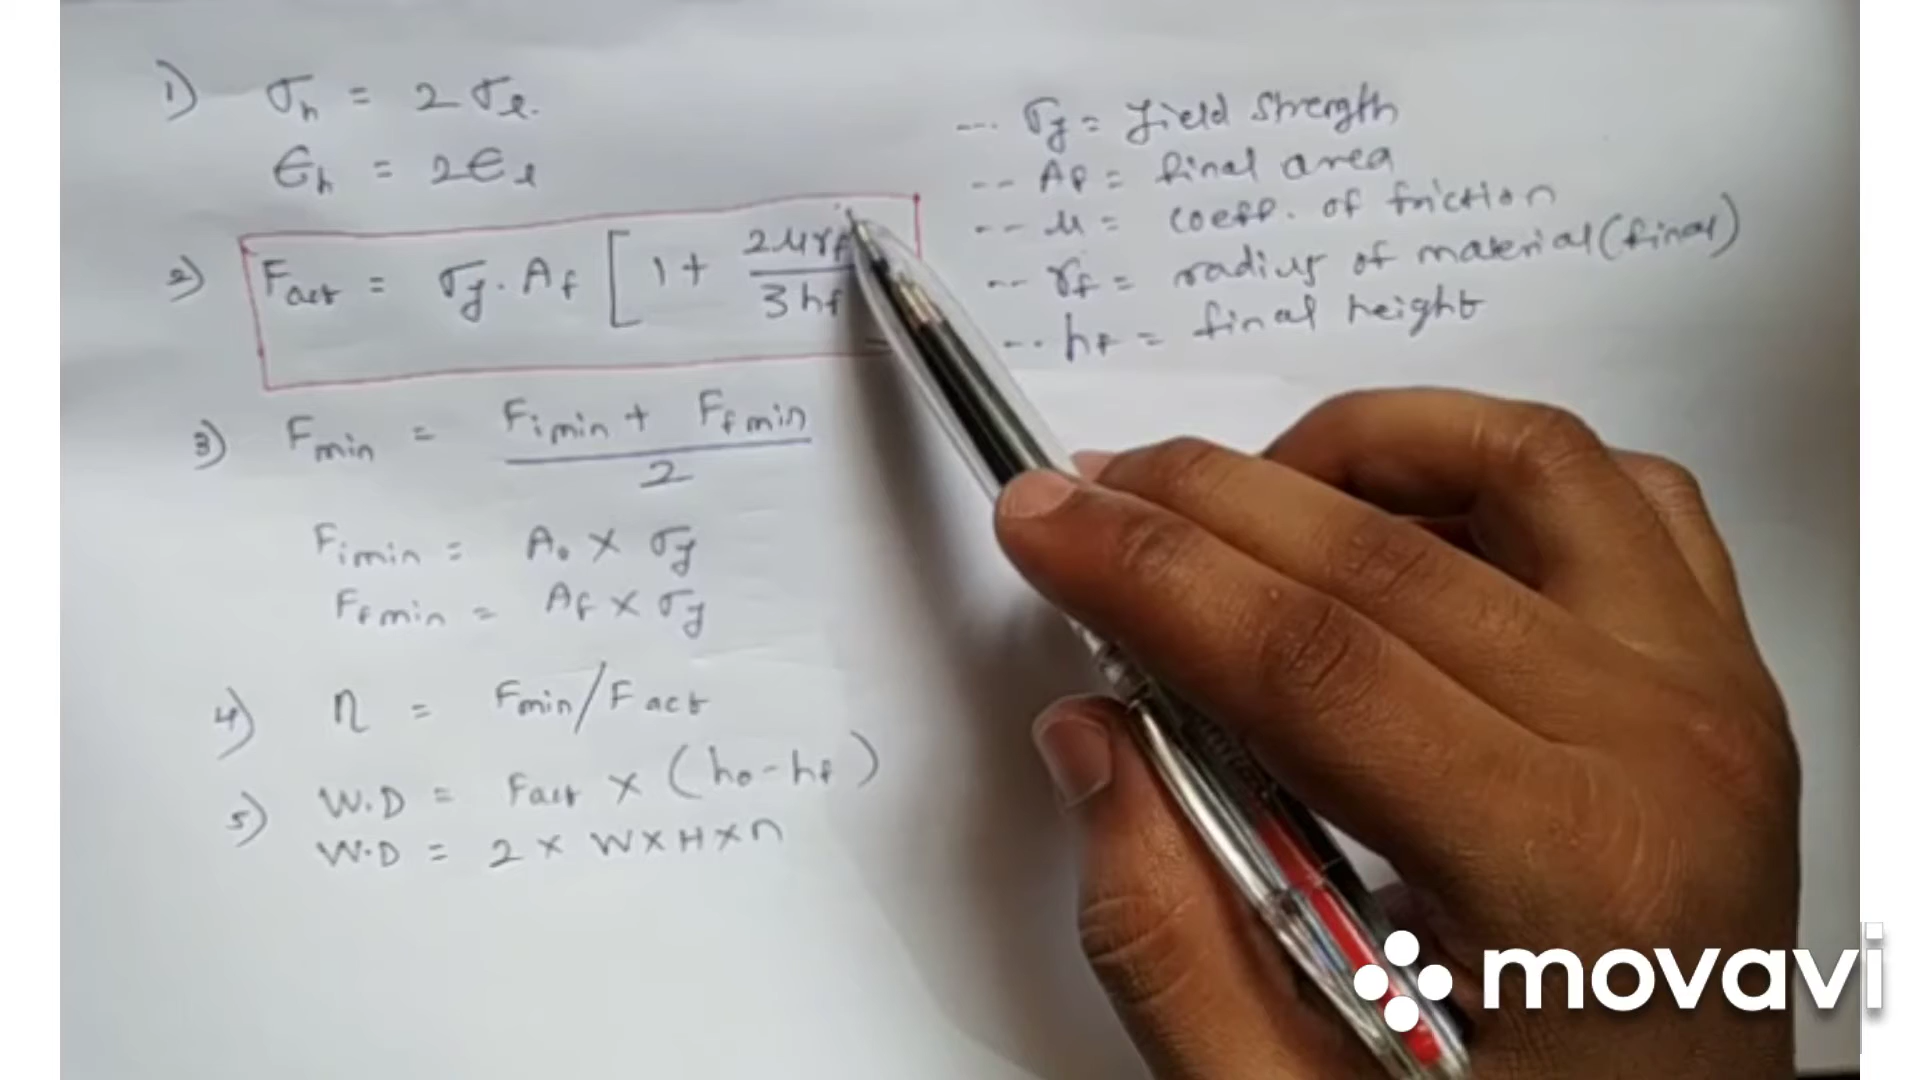 1) σh = 2σl.
ϵh = 2ϵl
2) Fact = σy. Af [ 1 + 2μrf / 3hf
--- σy = Yield Strength
-- Af = final area
-- μ = coeff. of friction
-- rf = radius of material (final)
-- hf = final height
3) Fmin = Fimin + Ffmin / 2
Fimin = Ao × σy
Ffmin = Af × σy
4) η = Fmin/Fact
5) W.D = Fact × (ho-hf)
W.D = 2 × W×H×n
movavi